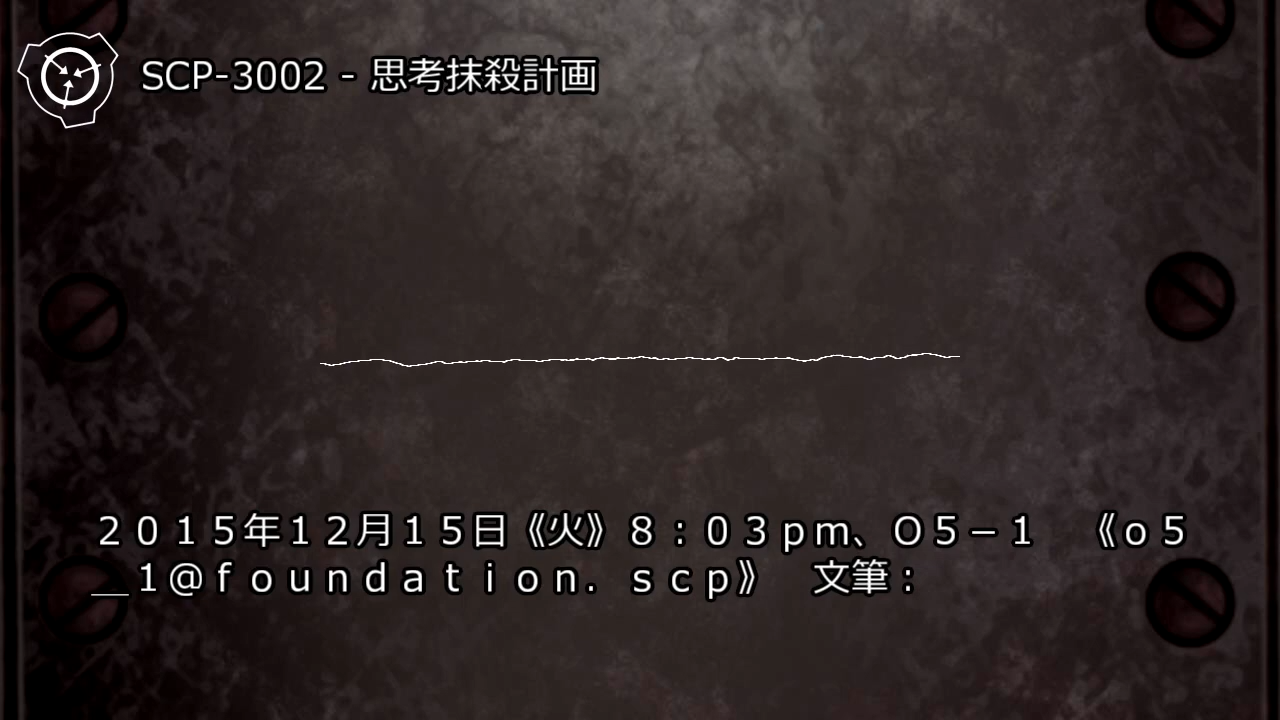 SCP-3002 - 思考抹殺計画
２０１５年１２月１５日《火》８：０３ｐｍ、Ｏ５－１　《ｏ５
＿１@ｆｏｕｎｄａｔｉｏｎ．ｓｃｐ》　文筆：